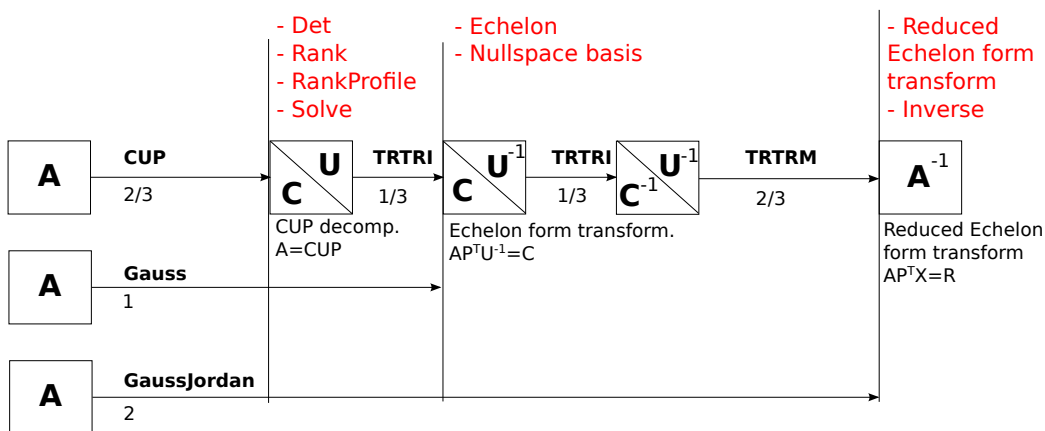 - Det
- Rank
- RankProfile
- Solve
- Echelon
- Nullspace basis
- Reduced
Echelon form
transform
- Inverse
A
CUP
2/3
U
C
TRTRI
1/3
U⁻¹
C
TRTRI
1/3
U⁻¹
C⁻¹
TRTRM
2/3
A⁻¹
CUP decomp.
A=CUP
Echelon form transform.
APᵀU⁻¹=C
Reduced Echelon
form transform
APᵀX=R
A
Gauss
1
A
GaussJordan
2